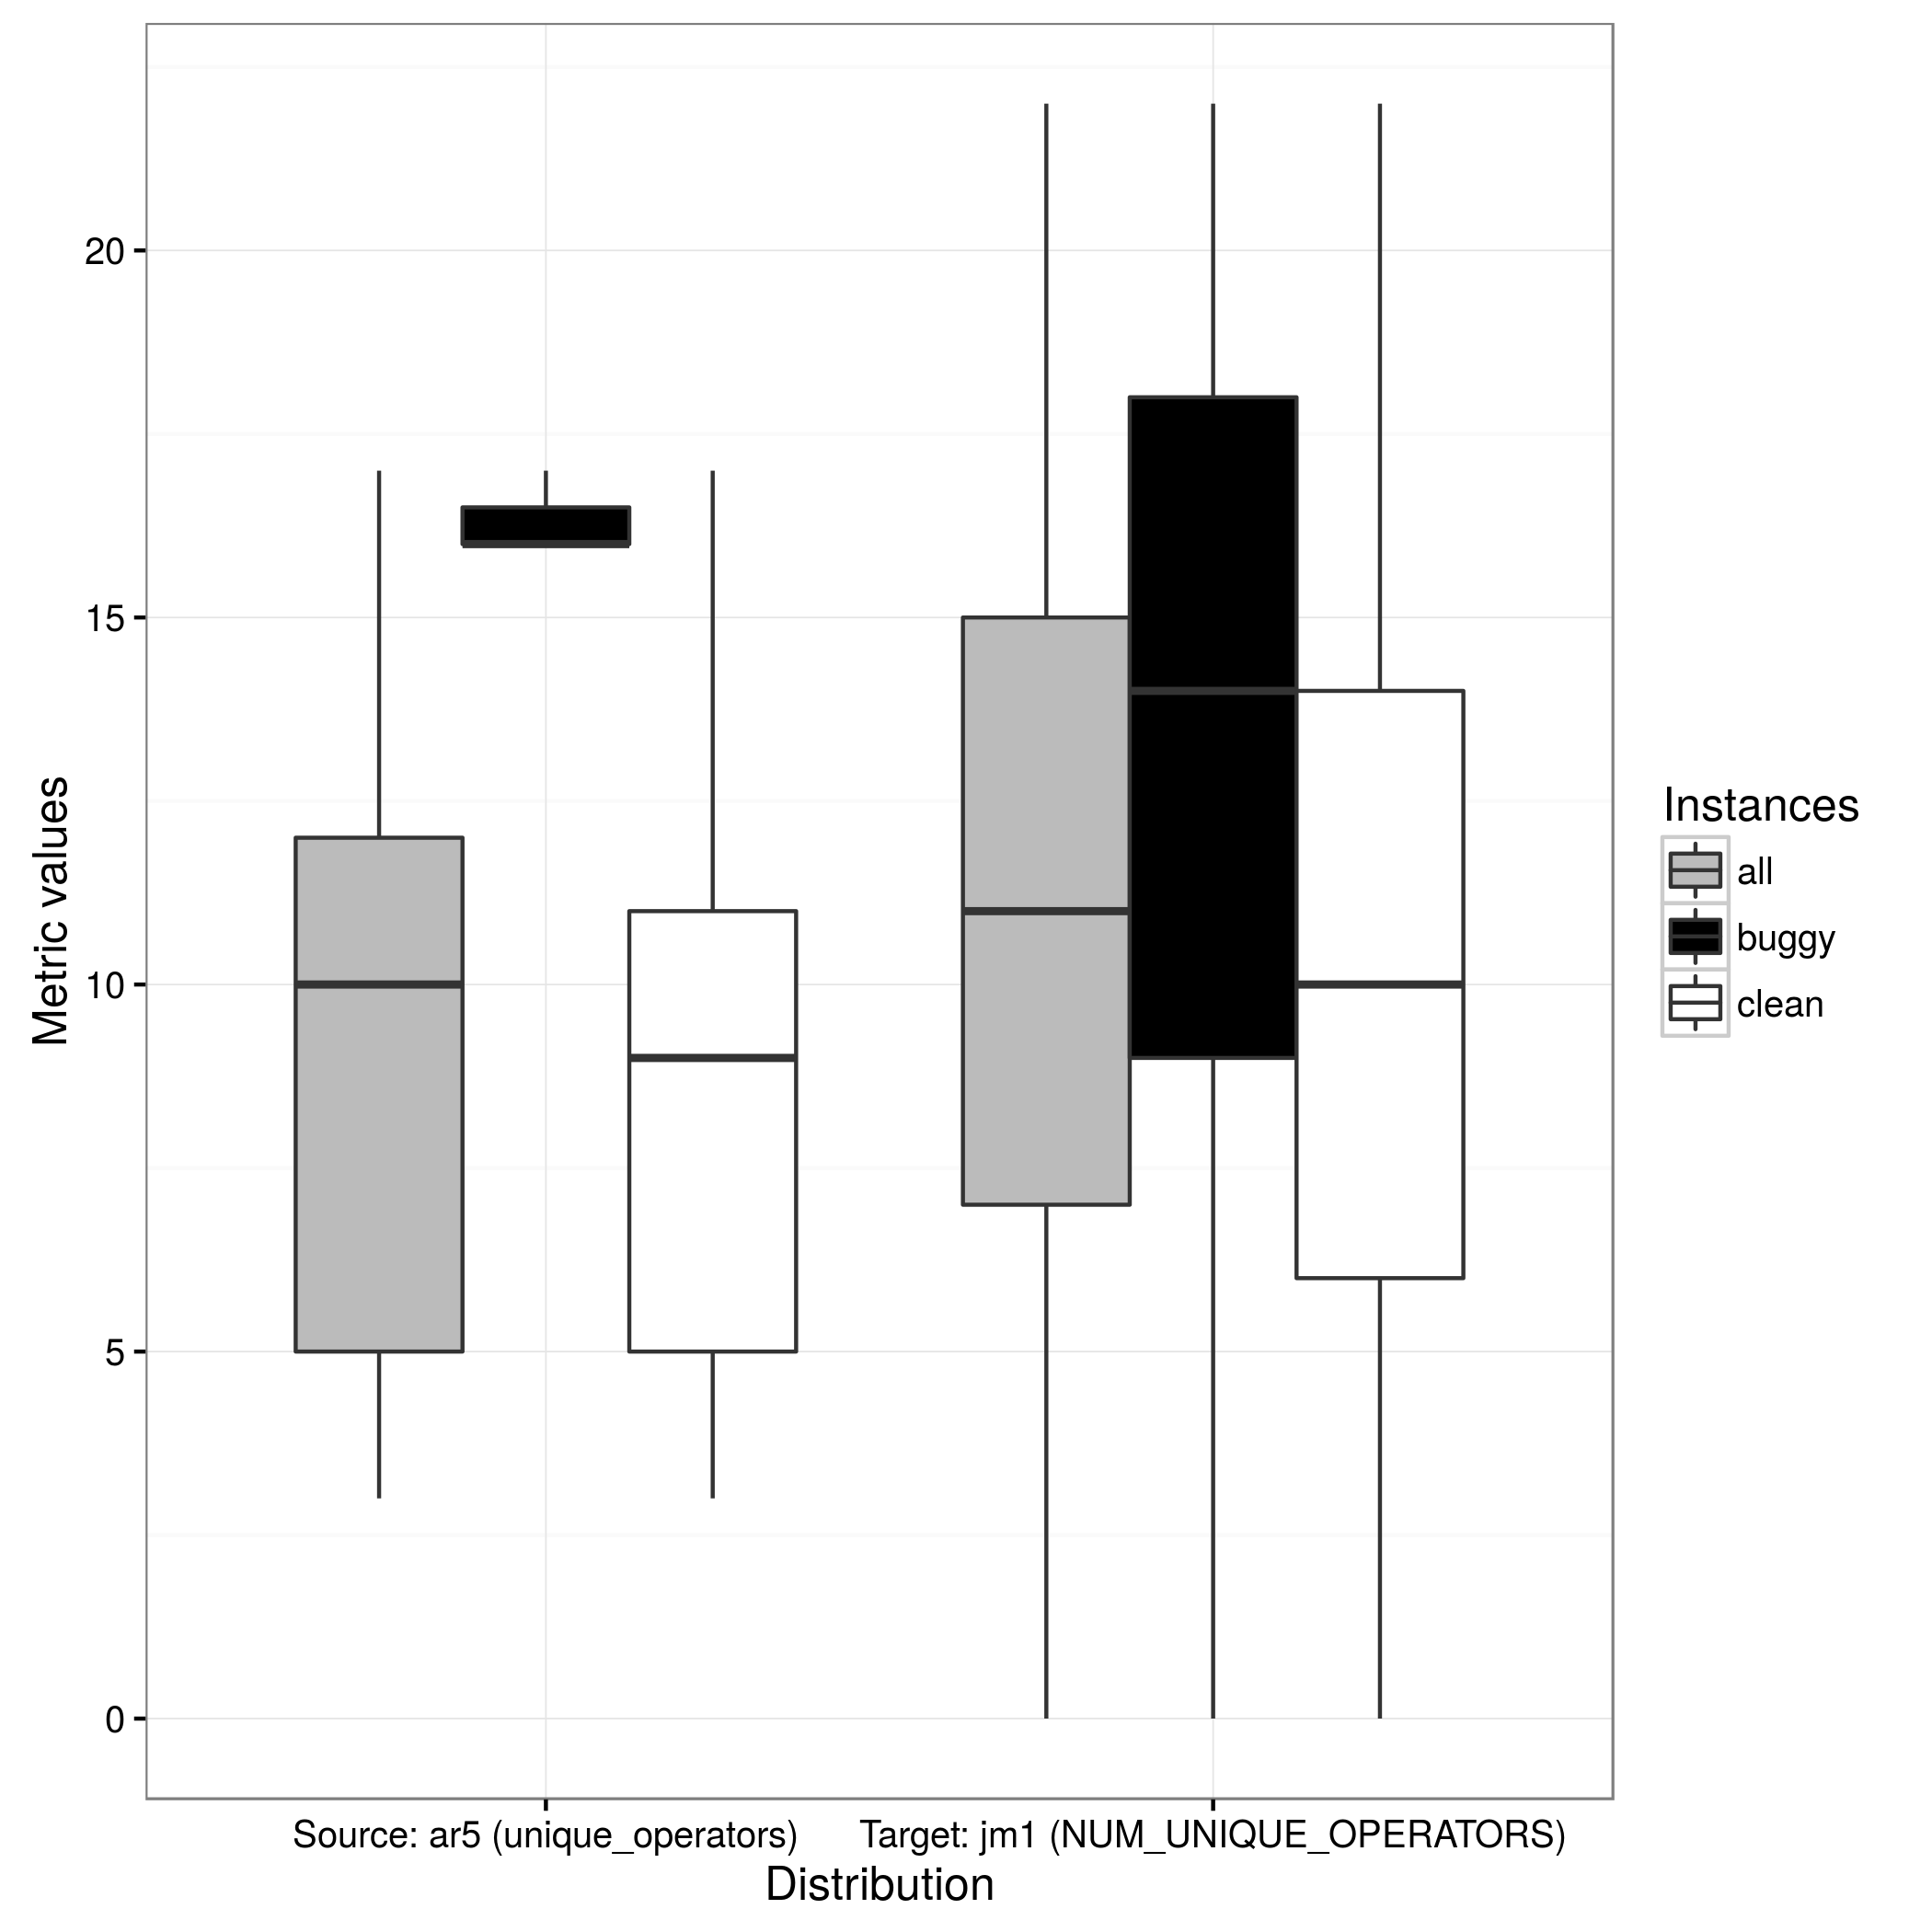 20
15
10
5
0
Metric values
Source: ar5 (unique_operators)
Target: jm1 (NUM_UNIQUE_OPERATORS)
Distribution
Instances
all
buggy
clean